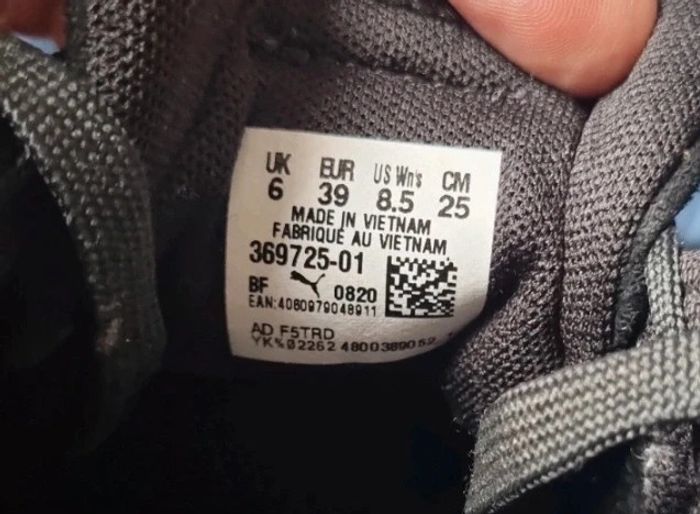 UK EUR US Wn's CM
6 39 8.5 25
MADE IN VIETNAM
FABRIQUÉ AU VIETNAM
369725-01
BF 0820
EAN:4060979048911
AD F5TRD